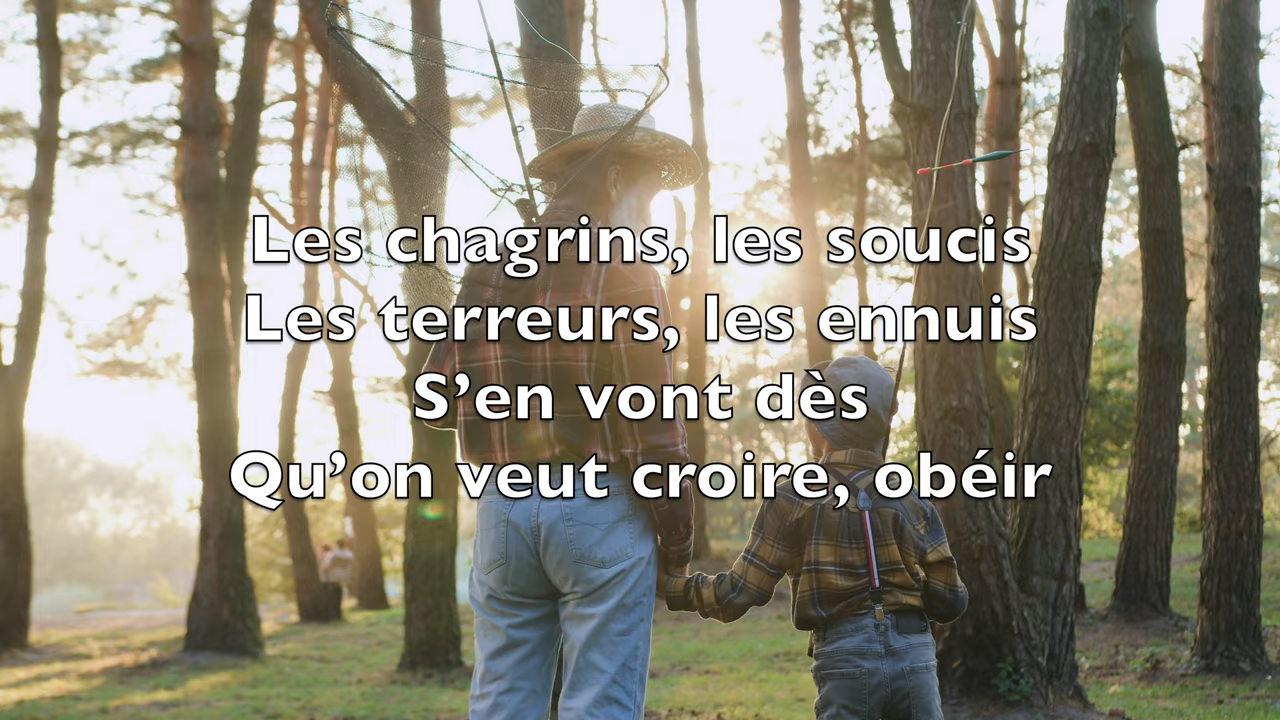 Les chagrins, les soucis
Les terreurs, les ennuis
S’en vont dès
Qu’on veut croire, obéir